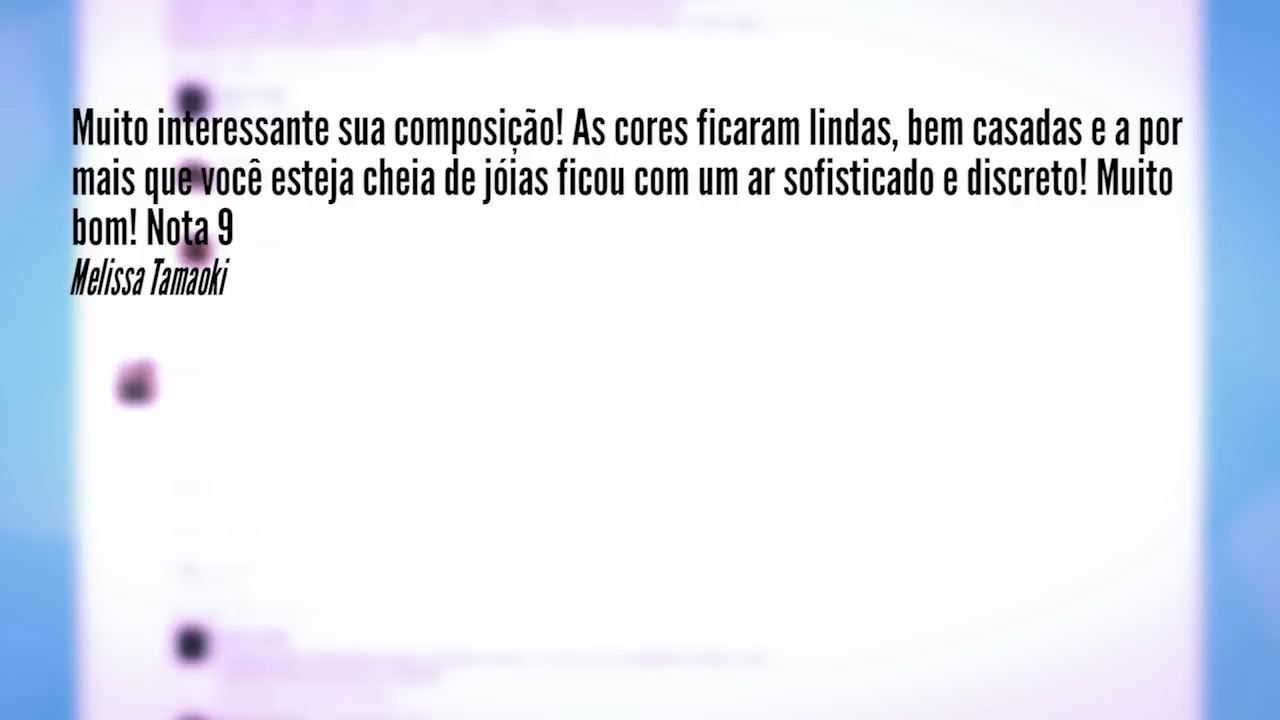 Muito interessante sua composição! As cores ficaram lindas, bem casadas e a por
mais que você esteja cheia de jóias ficou com um ar sofisticado e discreto! Muito
bom! Nota 9
Melissa Tamaoki